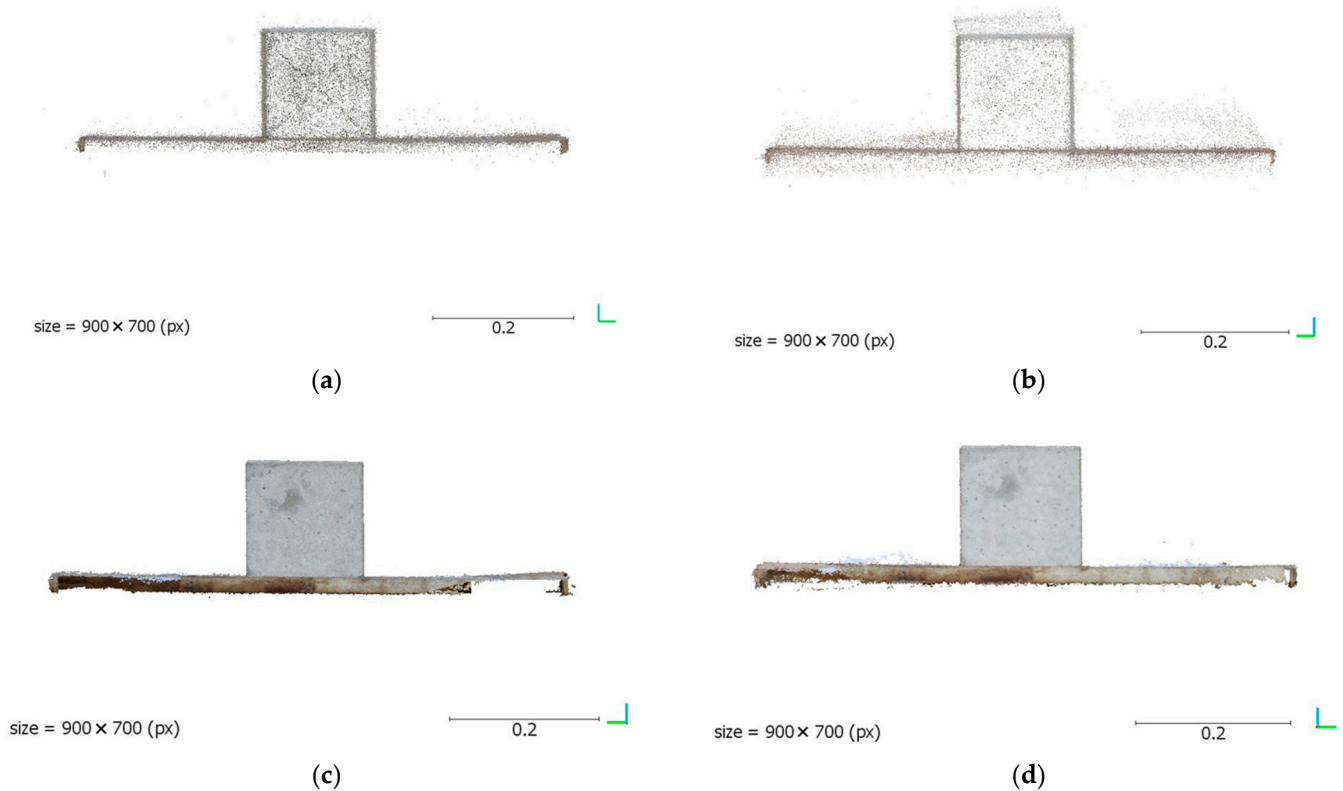 size = 900 × 700 (px)
0.2
(a)
size = 900 × 700 (px)
0.2
(b)
size = 900 × 700 (px)
0.2
(c)
size = 900 × 700 (px)
0.2
(d)